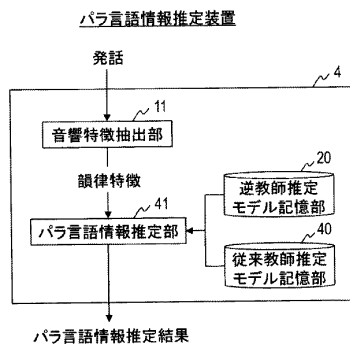 パラ言語情報推定装置
発話
4
11
音響特徴抽出部
韻律特徴
41
パラ言語情報推定部
20
逆教師推定
モデル記憶部
40
従来教師推定
モデル記憶部
パラ言語情報推定結果